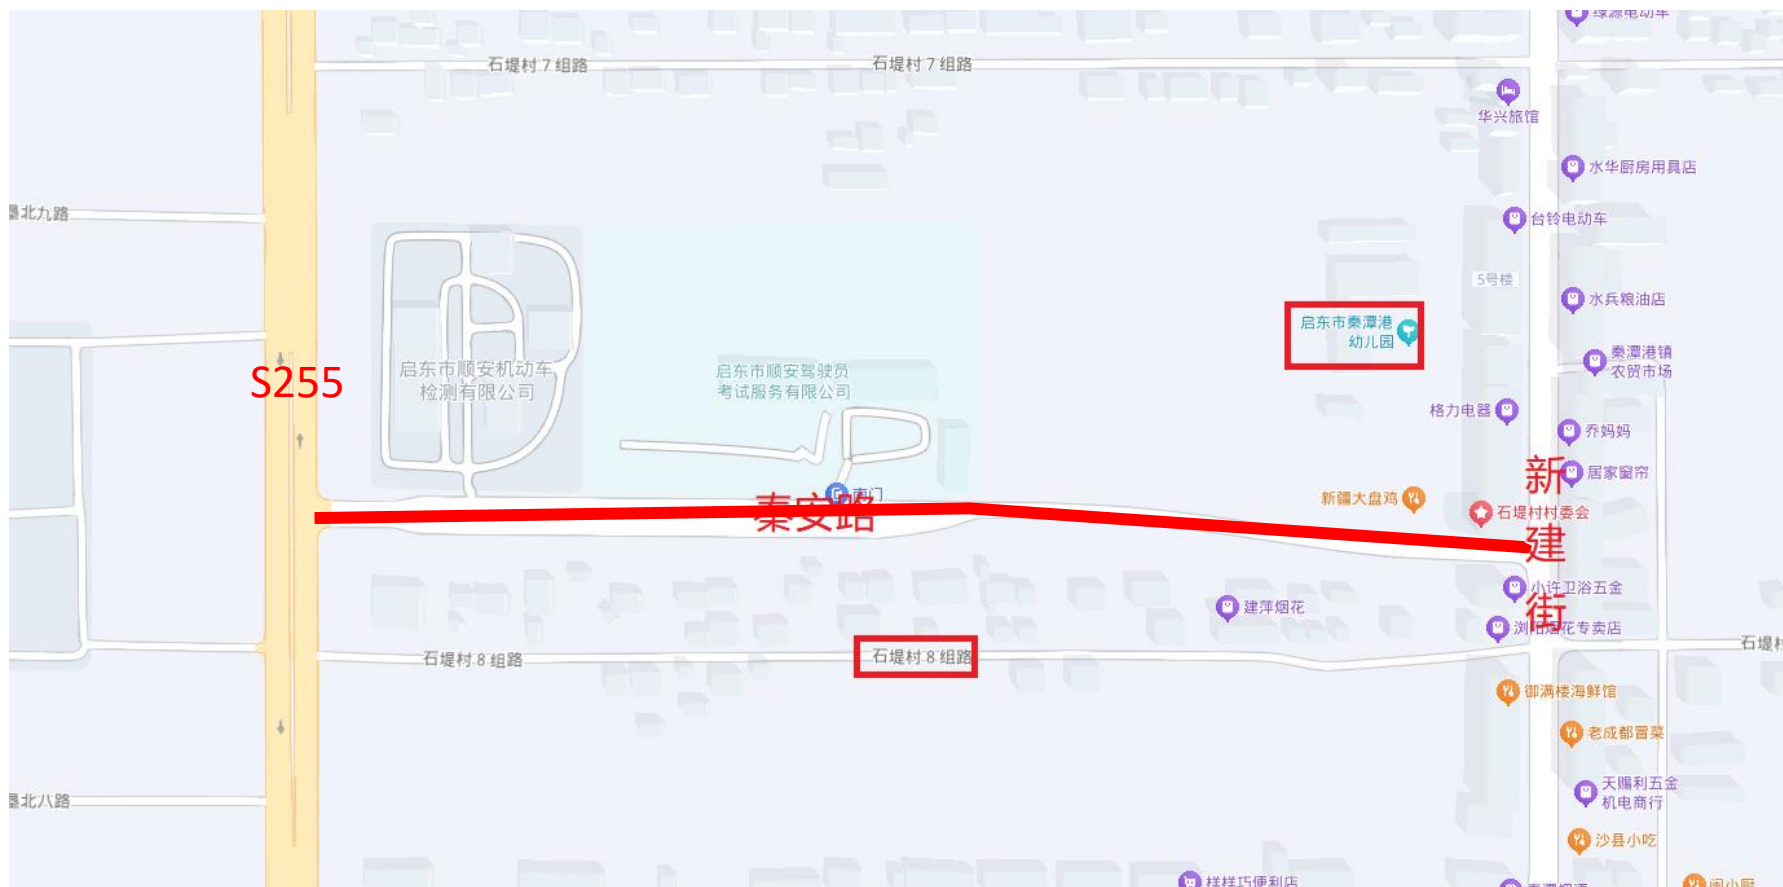 绿源电动车
石堤村 7 组路
石堤村 7 组路
华兴旅馆
水华厨房用具店
垦北九路
台铃电动车
5号楼
水兵粮油店
启东市秦潭港
幼儿园
秦潭港镇
农贸市场
启东市顺安机动车
检测有限公司
启东市顺安驾驶员
考试服务有限公司
S255
格力电器
乔妈妈
居家窗帘
新疆大盘鸡
南门
秦安路
石堤村村委会
新
建
街
小许卫浴五金
建萍烟花
浏阳烟花专卖店
石堤村 8 组路
石堤村 8 组路
石堤村
御满楼海鲜馆
老成都冒菜
天赐利五金
机电商行
垦北八路
沙县小吃
样样巧便利店